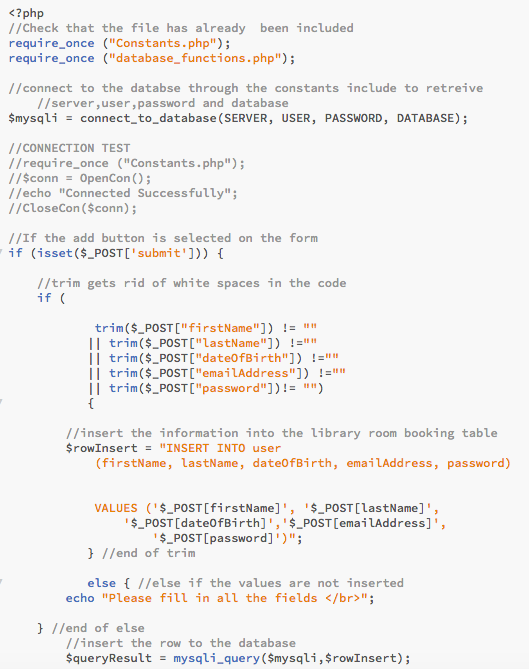 <?php
//Check that the file has already  been included
require_once ("Constants.php");
require_once ("database_functions.php");
//connect to the databse through the constants include to retreive
//server,user,password and database
$mysqli = connect_to_database(SERVER, USER, PASSWORD, DATABASE);
//CONNECTION TEST
//require_once ("Constants.php");
//$conn = OpenCon();
//echo "Connected Successfully";
//CloseCon($conn);
//If the add button is selected on the form
if (isset($_POST['submit'])) {
//trim gets rid of white spaces in the code
if (
trim($_POST["firstName"]) != ""
|| trim($_POST["lastName"]) !=""
|| trim($_POST["dateOfBirth"]) !=""
|| trim($_POST["emailAddress"]) !=""
|| trim($_POST["password"])!= "")
{
//insert the information into the library room booking table
$rowInsert = "INSERT INTO user
(firstName, lastName, dateOfBirth, emailAddress, password)
VALUES ('$_POST[firstName]', '$_POST[lastName]',
'$_POST[dateOfBirth]','$_POST[emailAddress]',
'$_POST[password]')";
} //end of trim
else { //else if the values are not inserted
echo "Please fill in all the fields </br>";
} //end of else
//insert the row to the database
$queryResult = mysqli_query($mysqli,$rowInsert);